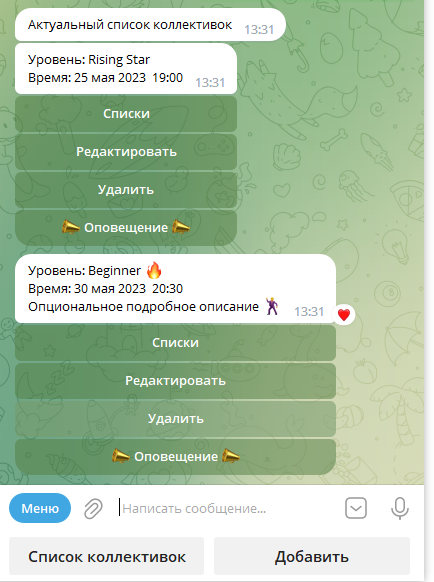 Актуальный список коллективок 13:31
Уровень: Rising Star
Время: 25 мая 2023 19:00 13:31
Списки
Редактировать
Удалить
📣 Оповещение 📣
Уровень: Beginner 🔥
Время: 30 мая 2023 20:30
Опциональное подробное описание 🕺 13:31
Списки
Редактировать
Удалить
📣 Оповещение 📣
Меню Написать сообщение...
Список коллективок Добавить